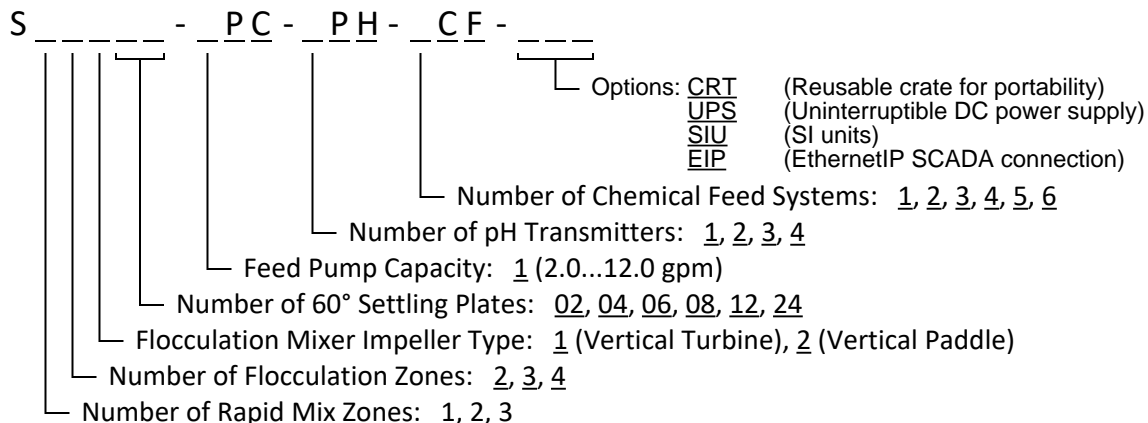 S _ _ _ _ _ - _ P C - _ P H - _ C F - _ _ _
Options: CRT (Reusable crate for portability)
UPS (Uninterruptible DC power supply)
SIU (SI units)
EIP (EthernetIP SCADA connection)
Number of Chemical Feed Systems: 1, 2, 3, 4, 5, 6
Number of pH Transmitters: 1, 2, 3, 4
Feed Pump Capacity: 1 (2.0...12.0 gpm)
Number of 60° Settling Plates: 02, 04, 06, 08, 12, 24
Flocculation Mixer Impeller Type: 1 (Vertical Turbine), 2 (Vertical Paddle)
Number of Flocculation Zones: 2, 3, 4
Number of Rapid Mix Zones: 1, 2, 3